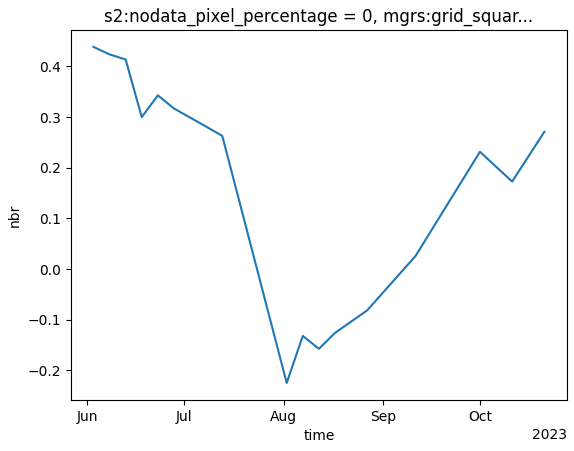 s2:nodata_pixel_percentage = 0, mgrs:grid_squar...
0.4
0.3
0.2
0.1
0.0
−0.1
−0.2
nbr
Jun Jul Aug Sep Oct
time
2023